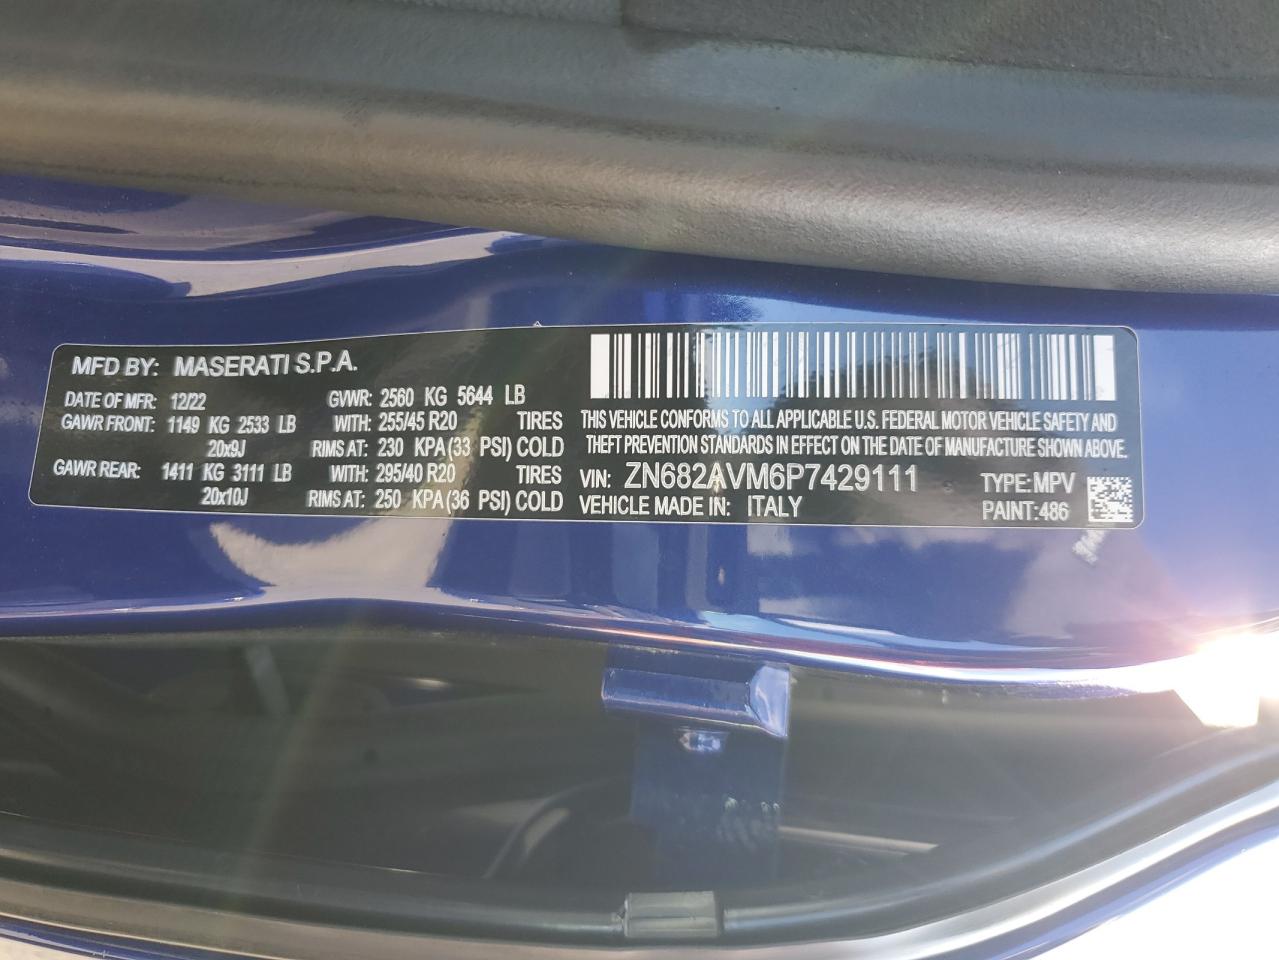 MFD BY: MASERATI S.P.A.
DATE OF MFR: 12/22 GVWR: 2560 KG 5644 LB
GAWR FRONT: 1149 KG 2533 LB WITH: 255/45 R20 TIRES
20x9J RIMS AT: 230 KPA(33 PSI) COLD
GAWR REAR: 1411 KG 3111 LB WITH: 295/40 R20 TIRES
20x10J RIMS AT: 250 KPA(36 PSI) COLD
THIS VEHICLE CONFORMS TO ALL APPLICABLE U.S. FEDERAL MOTOR VEHICLE SAFETY AND
THEFT PREVENTION STANDARDS IN EFFECT ON THE DATE OF MANUFACTURE SHOWN ABOVE.
VIN: ZN682AVM6P7429111 TYPE:MPV
VEHICLE MADE IN: ITALY PAINT:486